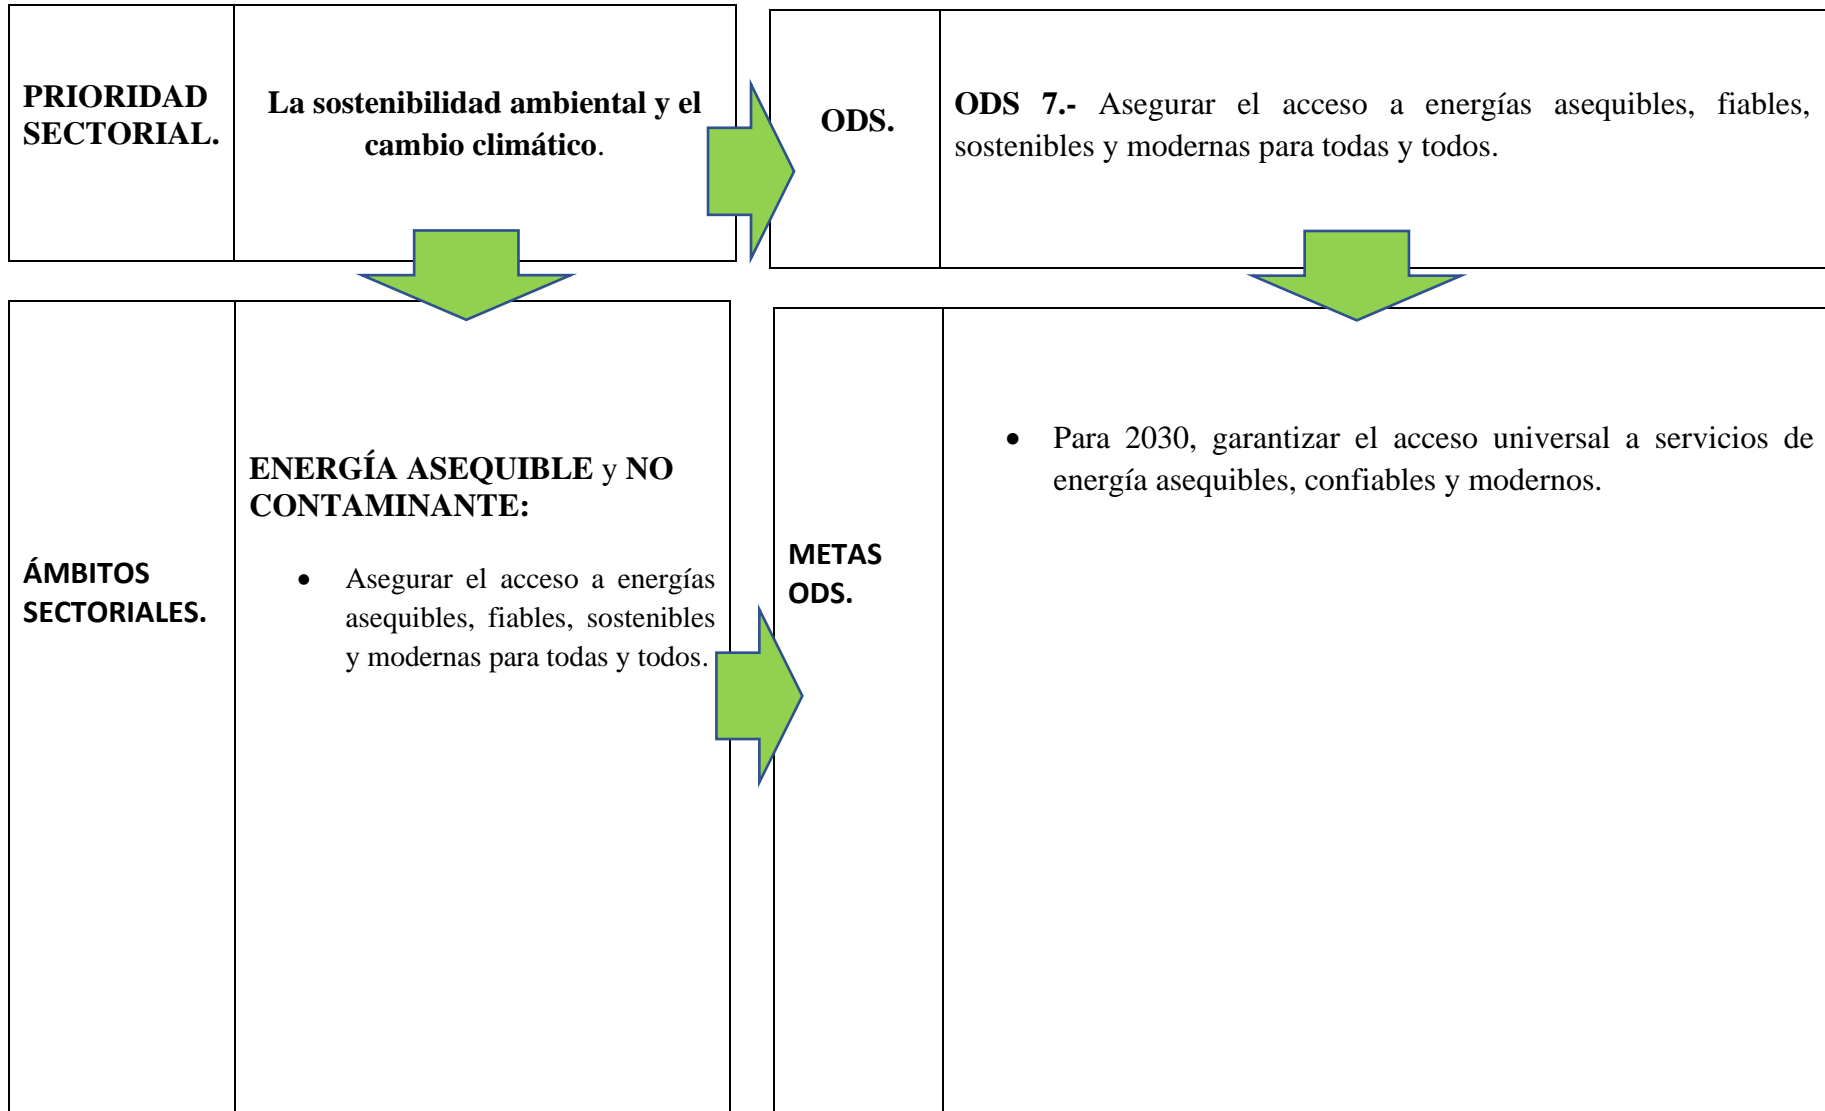 PRIORIDAD
SECTORIAL.
La sostenibilidad ambiental y el
cambio climático.
ODS.
ODS 7.- Asegurar el acceso a energías asequibles, fiables,
sostenibles y modernas para todas y todos.
ÁMBITOS
SECTORIALES.
ENERGÍA ASEQUIBLE y NO
CONTAMINANTE:
• Asegurar el acceso a energías
asequibles, fiables, sostenibles
y modernas para todas y todos.
METAS
ODS.
• Para 2030, garantizar el acceso universal a servicios de
energía asequibles, confiables y modernos.